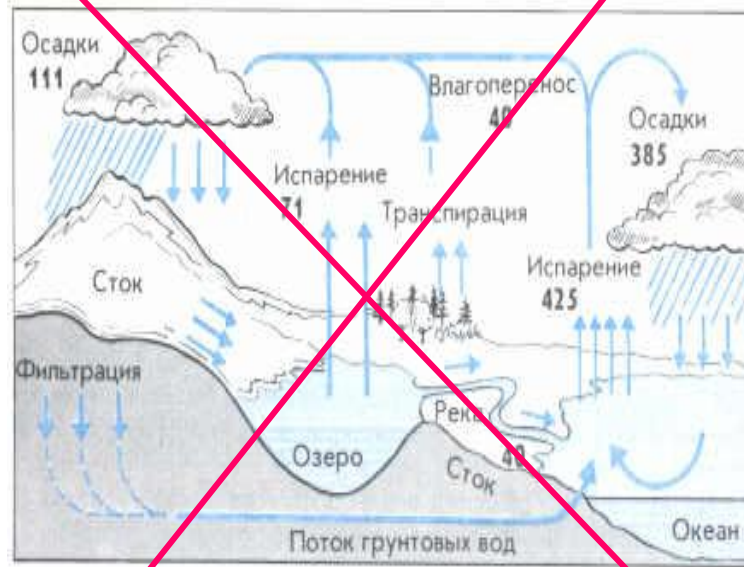 Осадки
111
Влагоперенос
40
Осадки
385
Испарение
71
Транспирация
Испарение
425
Сток
Фильтрация
Река
40
Озеро
Сток
Океан
Поток грунтовых вод